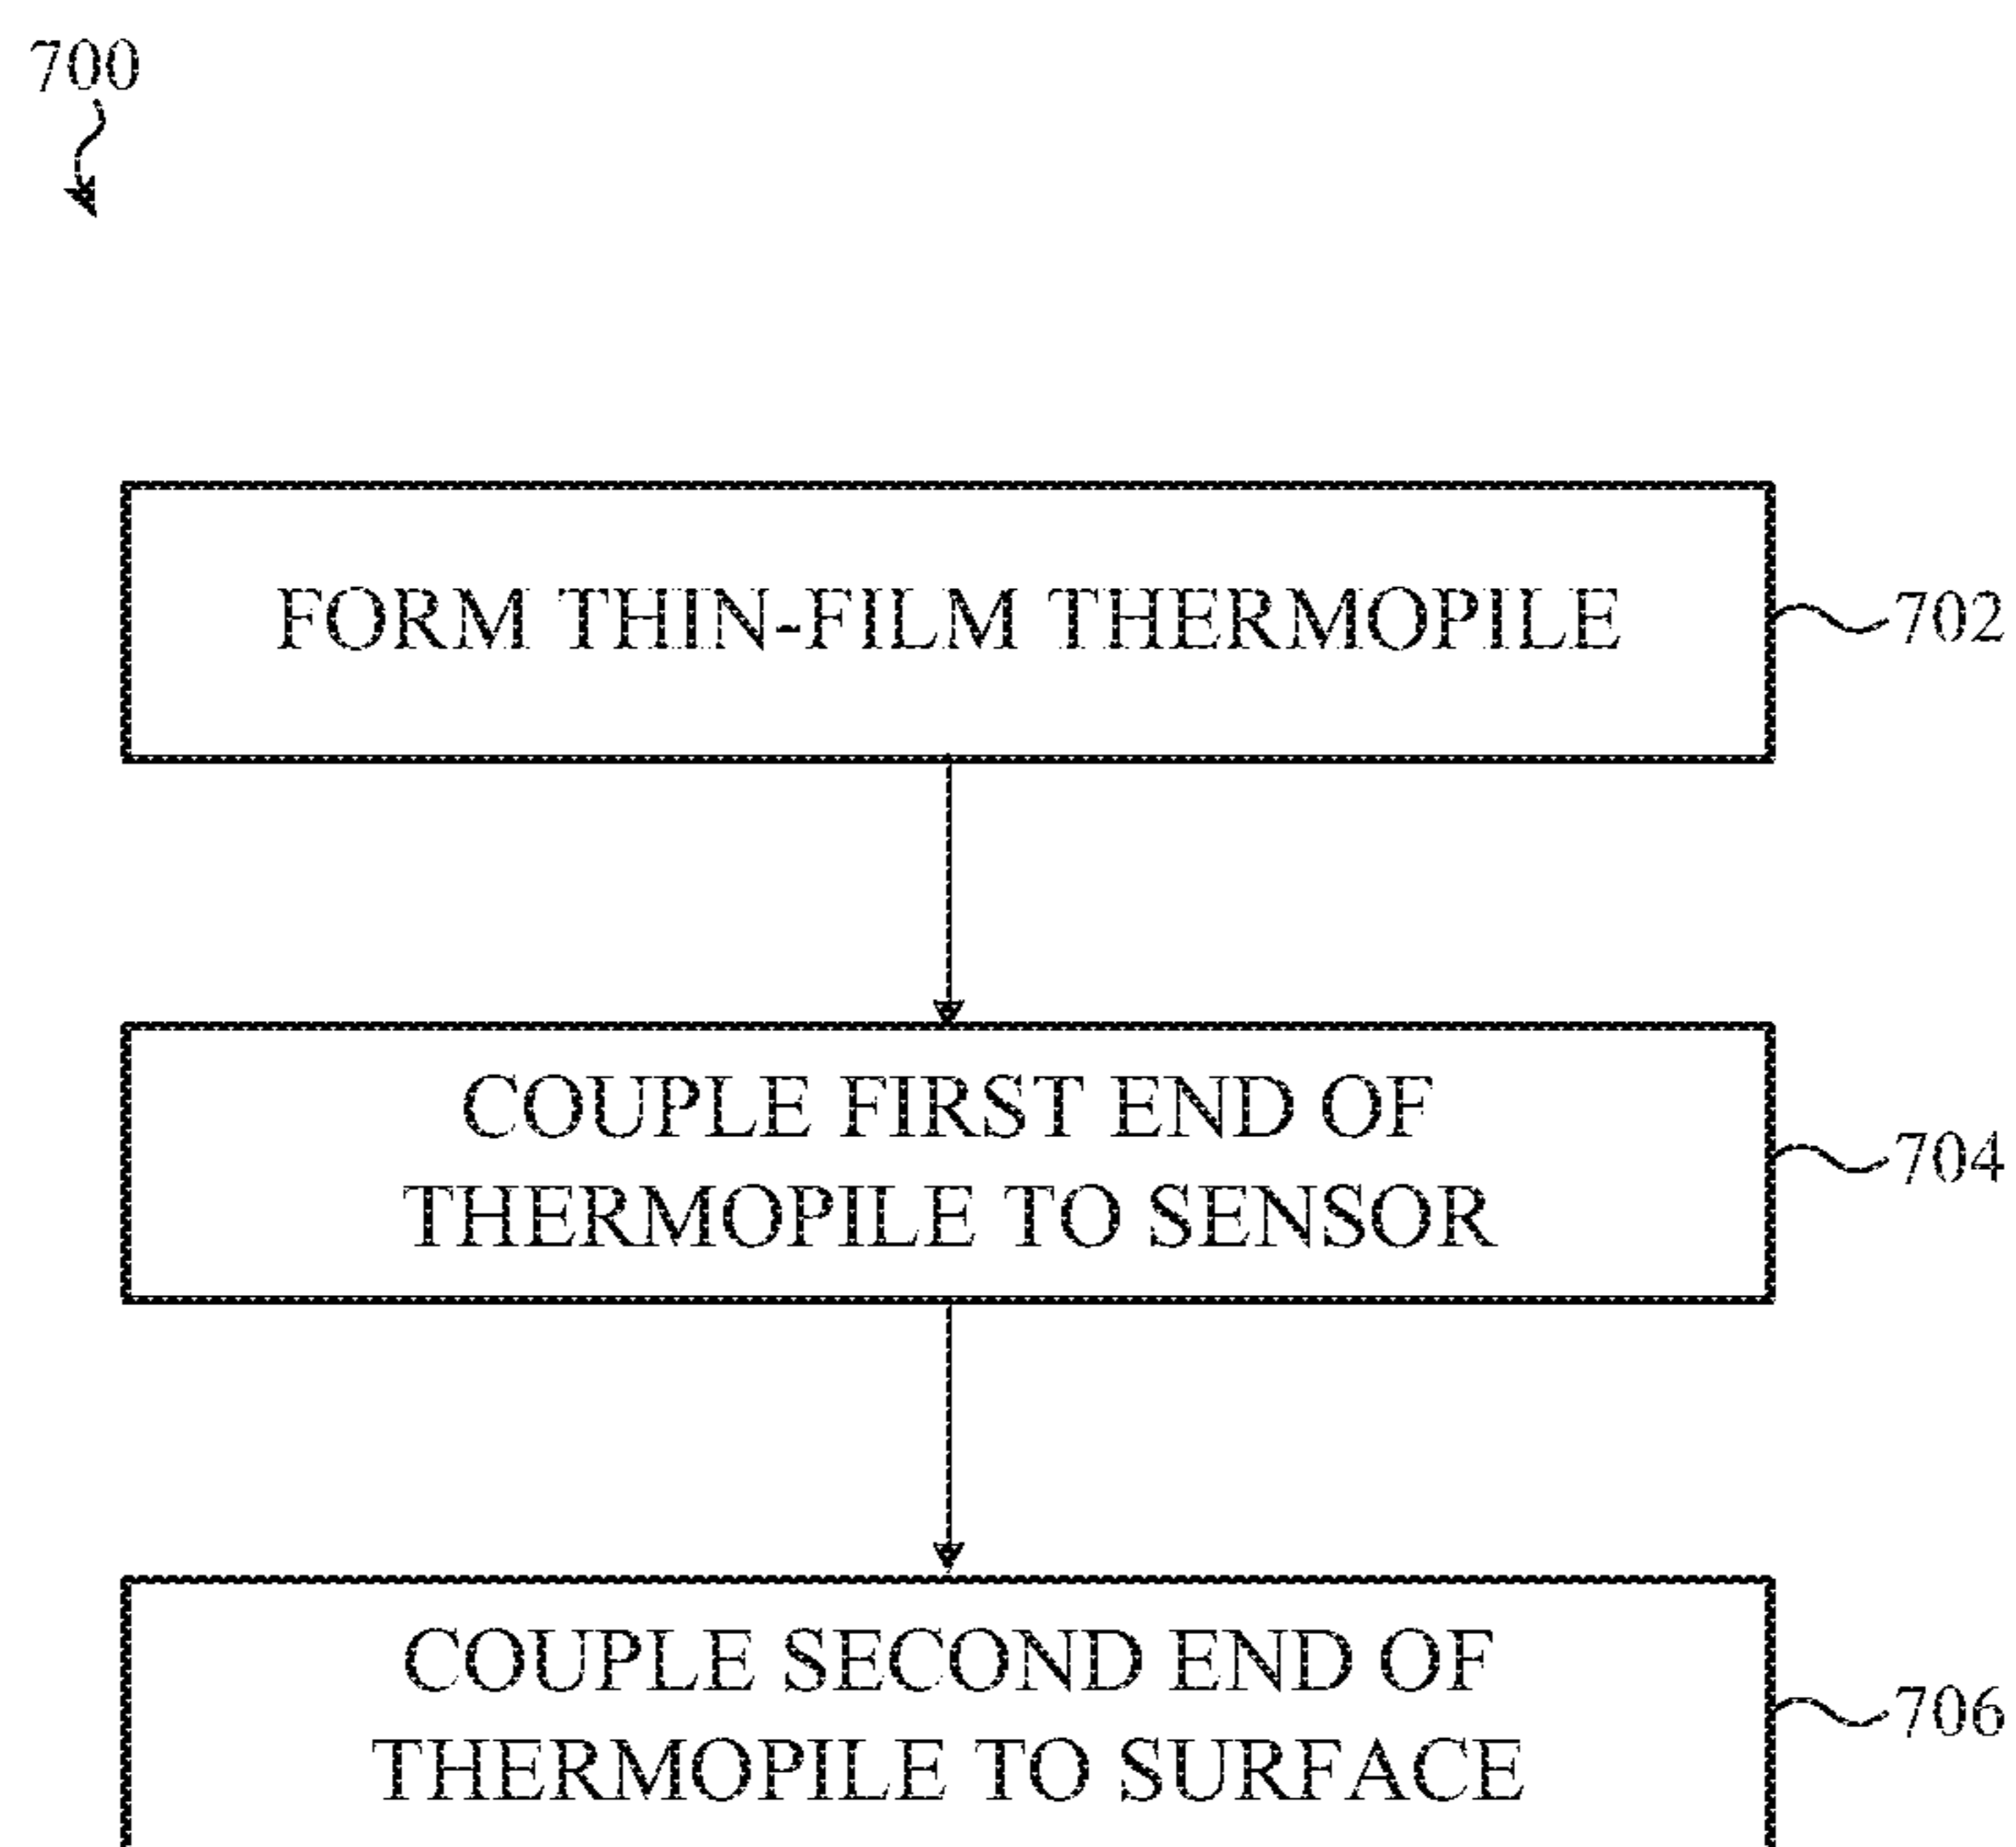 700
FORM THIN-FILM THERMOPILE
702
COUPLE FIRST END OF
THERMOPILE TO SENSOR
704
COUPLE SECOND END OF
THERMOPILE TO SURFACE
706